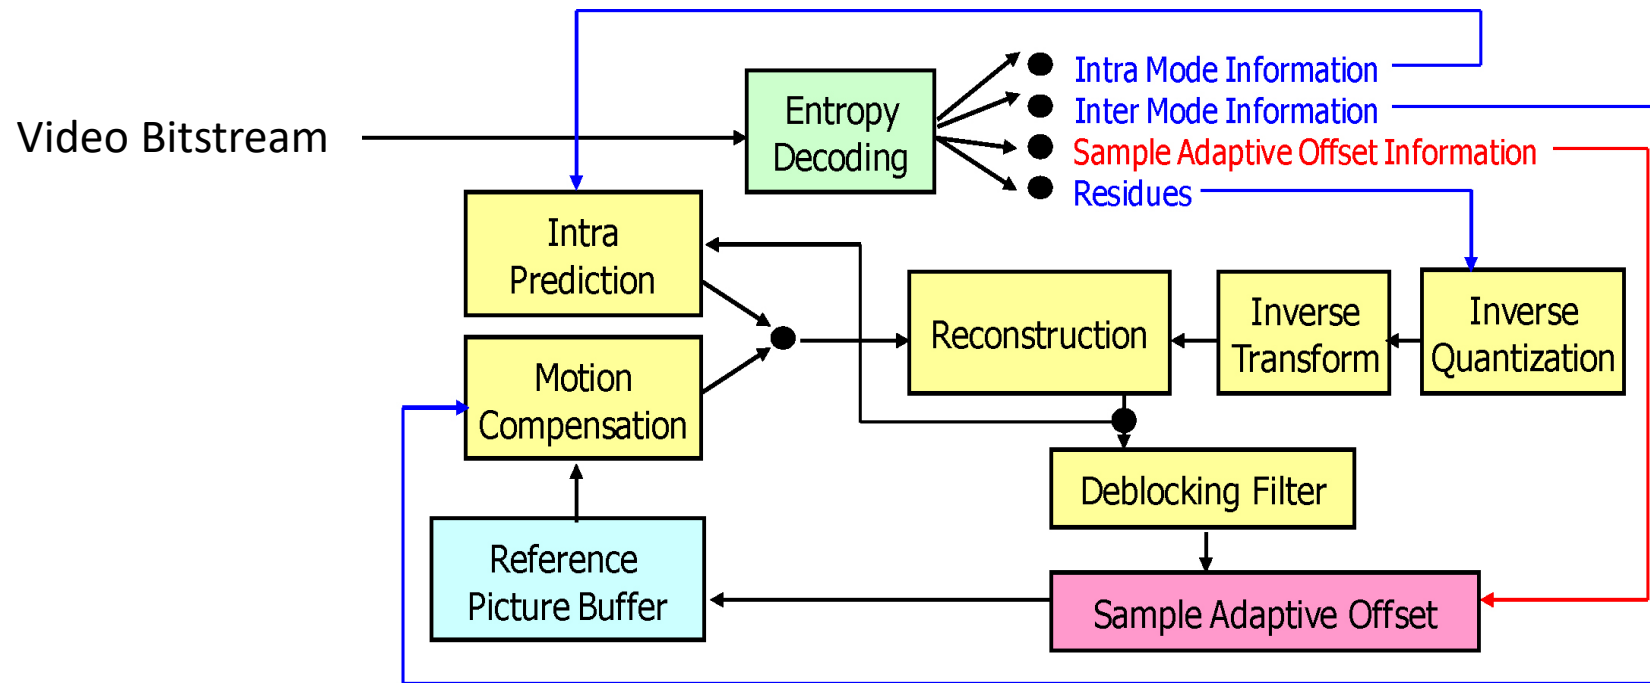 Video Bitstream
Entropy
Decoding
Intra Mode Information
Inter Mode Information
Sample Adaptive Offset Information
Residues
Intra
Prediction
Motion
Compensation
Reconstruction
Inverse
Transform
Inverse
Quantization
Deblocking Filter
Reference
Picture Buffer
Sample Adaptive Offset